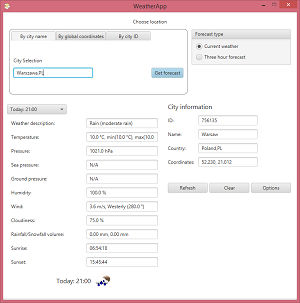 WeatherApp
Choose location
By city name By global coordinates By city ID
City Selection
Warszawa,PL Get forecast
Forecast type
Current weather
Three hour forecast
Today: 21:00
Weather description: Rain (moderate rain)
Temperature: 10.0 °C, min(10.0 °C), max(10.0
Pressure: 1021.0 hPa
Sea pressure: N/A
Ground pressure: N/A
Humidity: 100.0 %
Wind: 3.6 m/s, Westerly (280.0 °)
Cloudiness: 75.0 %
Rainfall/Snowfall volume: 0.00 mm, 0.00 mm
Sunrise: 06:54:18
Sunset: 15:45:44
Today: 21:00
City information
ID: 756135
Name: Warsaw
Country: Poland,PL
Coordinates: 52.230, 21.012
Refresh Clear Options